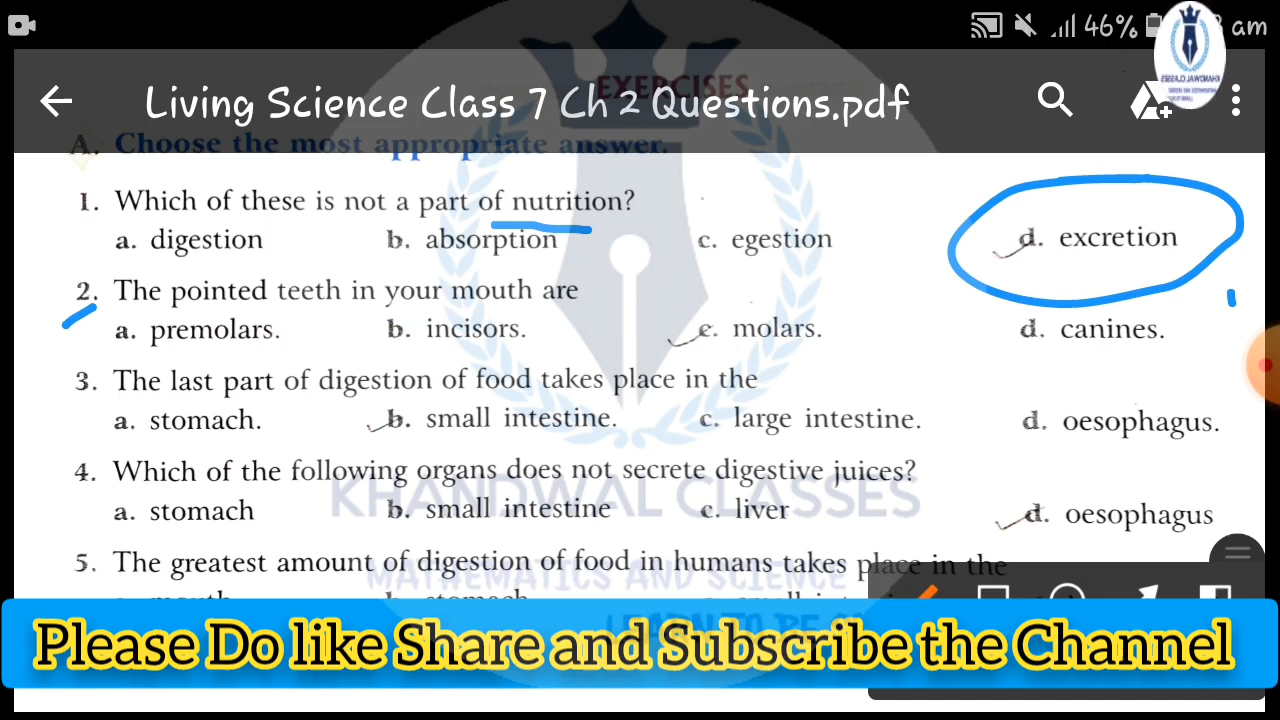 46% am
Living Science Class 7 Ch 2 Questions.pdf
EXERCISES
A. Choose the most appropriate answer.
1. Which of these is not a part of nutrition?
a. digestion b. absorption c. egestion d. excretion
2. The pointed teeth in your mouth are
a. premolars. b. incisors. c. molars. d. canines.
3. The last part of digestion of food takes place in the
a. stomach. b. small intestine. c. large intestine. d. oesophagus.
4. Which of the following organs does not secrete digestive juices?
KHANDWAL CLASSES
a. stomach b. small intestine c. liver d. oesophagus
5. The greatest amount of digestion of food in humans takes place in the
MATHEMATICS AND SCIENCE
Please Do like Share and Subscribe the Channel